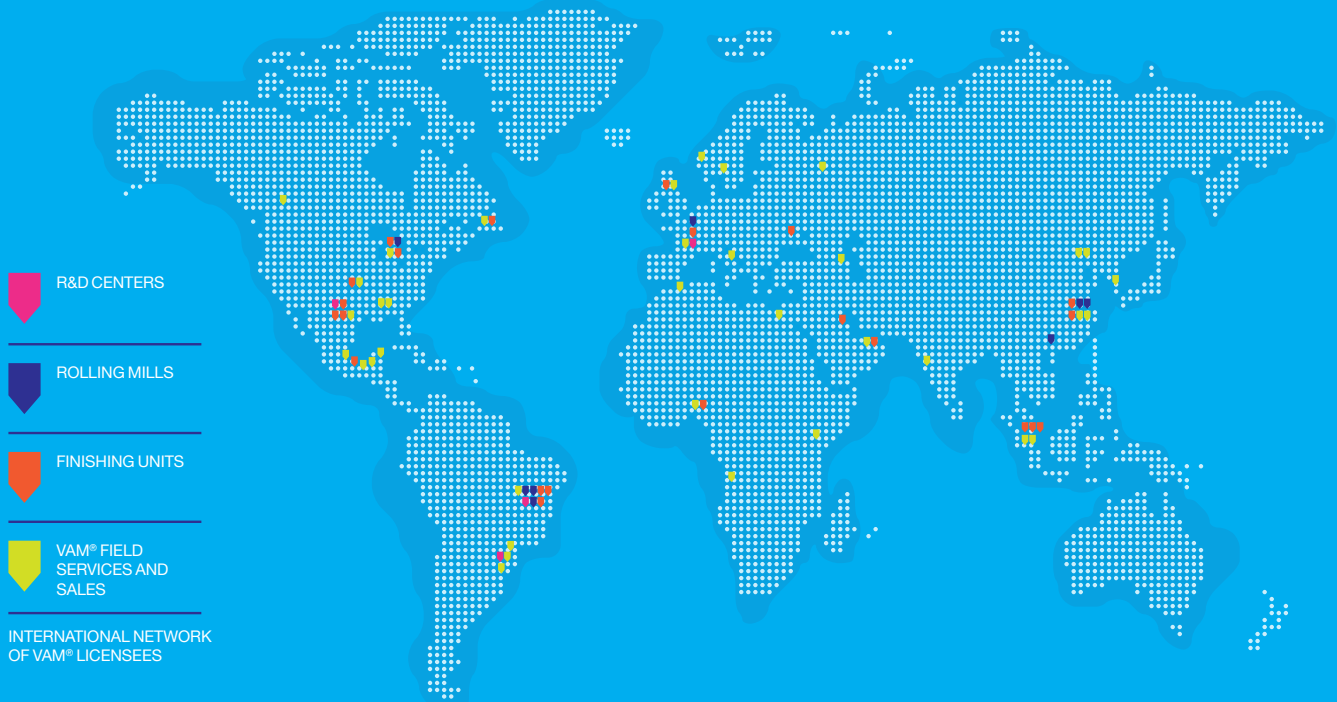 R&D CENTERS
ROLLING MILLS
FINISHING UNITS
VAM® FIELD
SERVICES AND
SALES
INTERNATIONAL NETWORK
OF VAM® LICENSEES